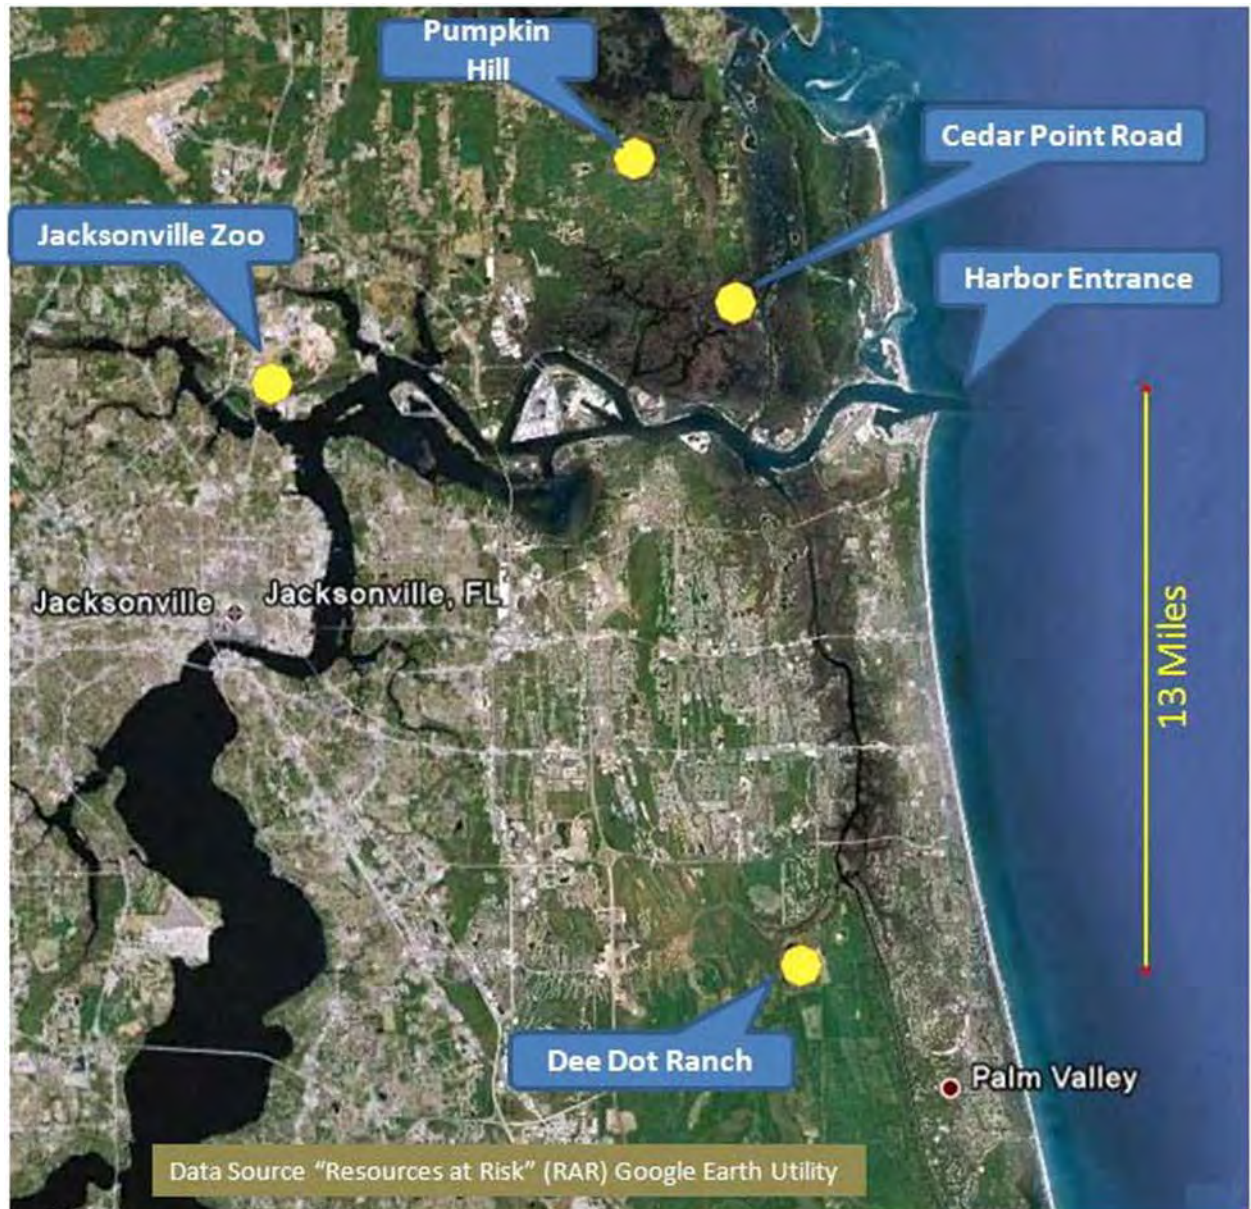 Pumpkin
Hill
Cedar Point Road
Jacksonville Zoo
Harbor Entrance
Jacksonville
Jacksonville, FL
13 Miles
Dee Dot Ranch
Palm Valley
Data Source “Resources at Risk” (RAR) Google Earth Utility